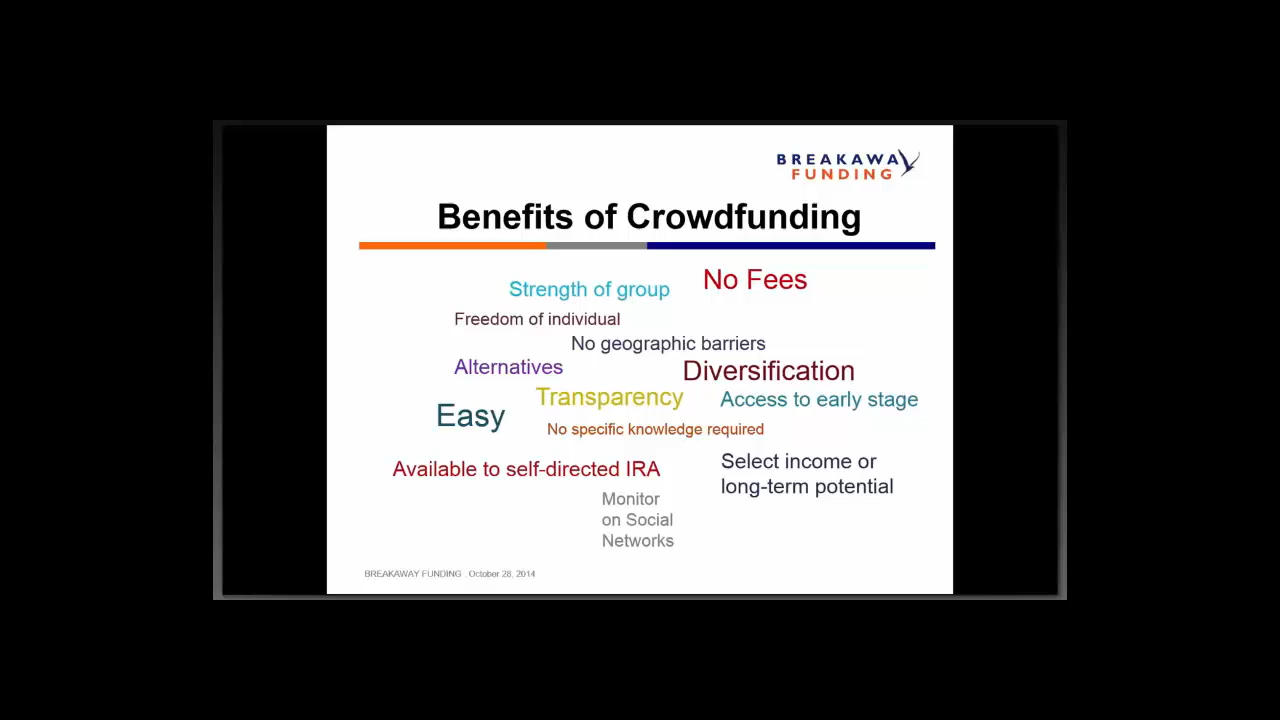 BREAKAWAY
FUNDING
Benefits of Crowdfunding
Strength of group
No Fees
Freedom of individual
No geographic barriers
Alternatives
Diversification
Transparency
Access to early stage
Easy
No specific knowledge required
Available to self-directed IRA
Select income or
long-term potential
Monitor
on Social
Networks
BREAKAWAY FUNDING . October 28, 2014